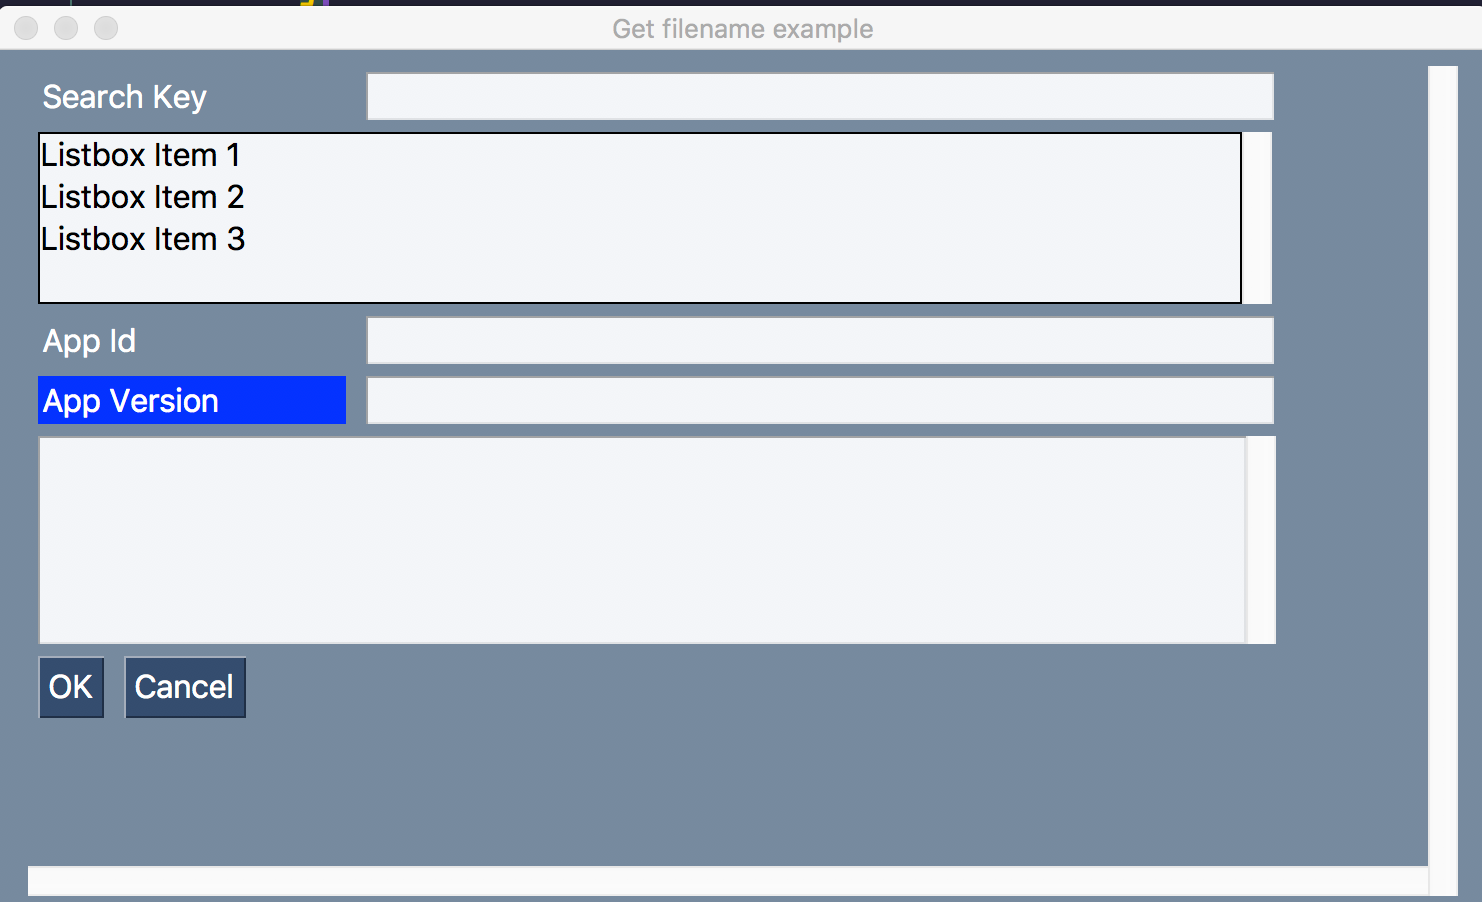 Get filename example
Search Key
Listbox Item 1
Listbox Item 2
Listbox Item 3
App Id
App Version
OK Cancel